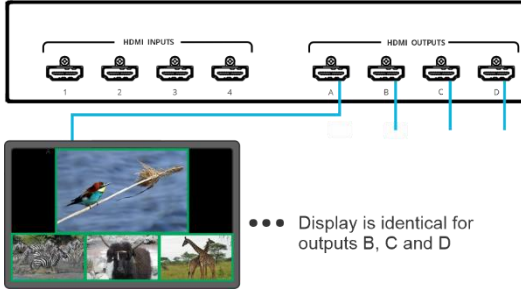 HDMI INPUTS
HDMI OUTPUTS
1 2 3 4 A B C D
Display is identical for
outputs B, C and D